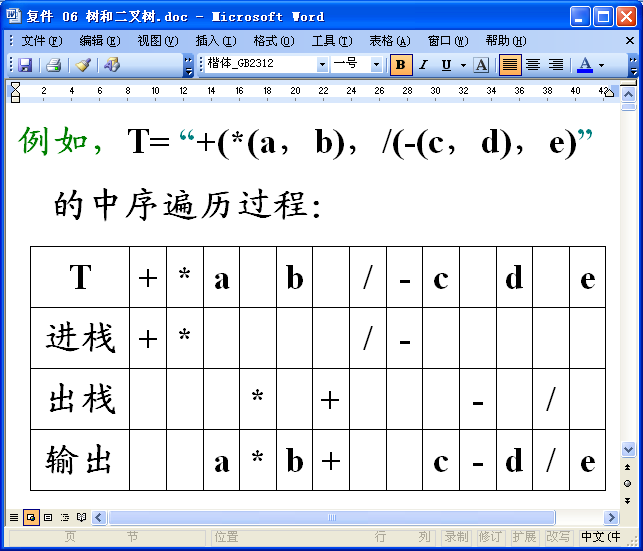 复件 06 树和二叉树.doc - Microsoft Word
文件(F) 编辑(E) 视图(V) 插入(I) 格式(O) 工具(T) 表格(A) 窗口(W) 帮助(H)
楷体_GB2312 一号 B I U A A
2 4 6 8 10 12 14 16 18 20 22 24 26 28 30 32 34 36 38 40 42
例如，T= “+(*(a，b)，/(-(c，d)，e)”
的中序遍历过程：
T + * a b / - c d e
进栈 + * / -
出栈 * + - /
输出 a * b + c - d / e
页 节 位置 行 列 录制 修订 扩展 改写 中文(中